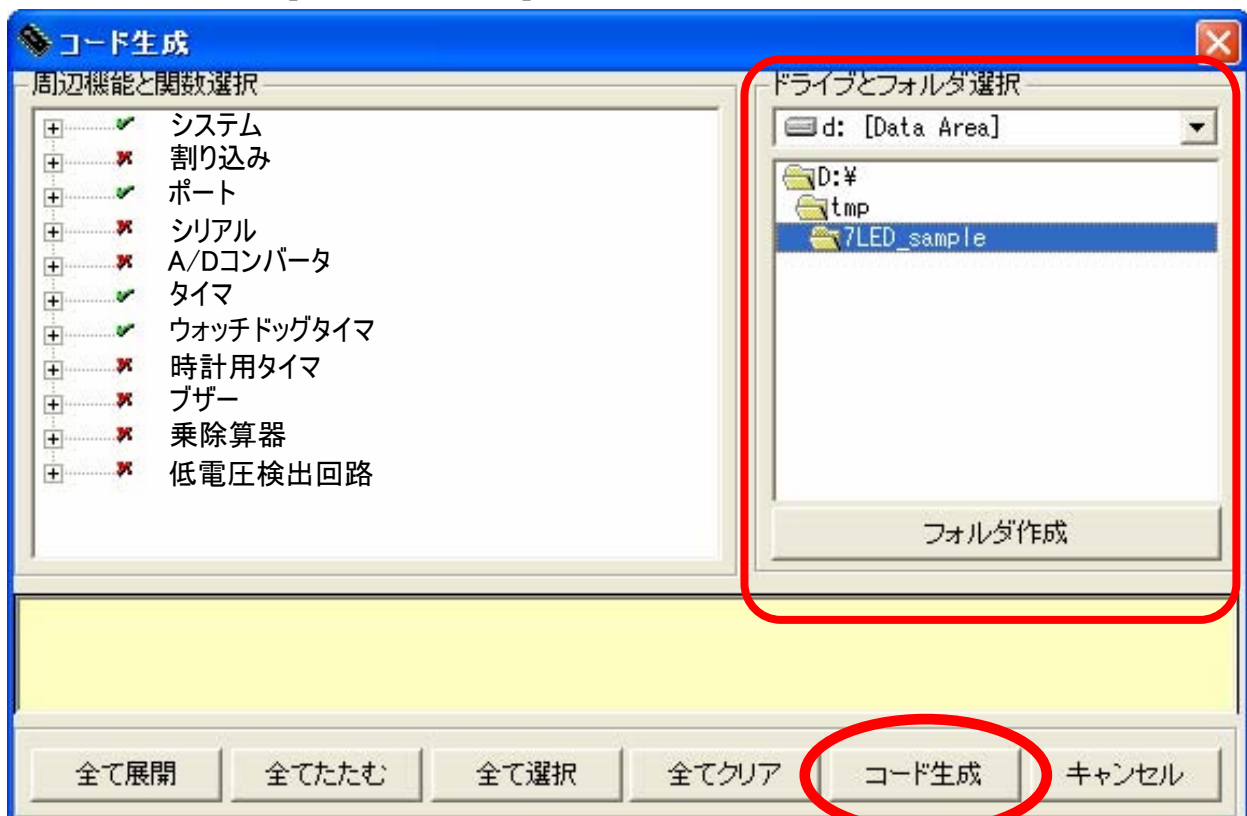 コード生成
周辺機能と関数選択
システム
割り込み
ポート
シリアル
A/Dコンバータ
タイマ
ウォッチドッグタイマ
時計用タイマ
ブザー
乗除算器
低電圧検出回路
ドライブとフォルダ選択
d: [Data Area]
D:¥
tmp
7LED_sample
フォルダ作成
全て展開 全てたたむ 全て選択 全てクリア コード生成 キャンセル